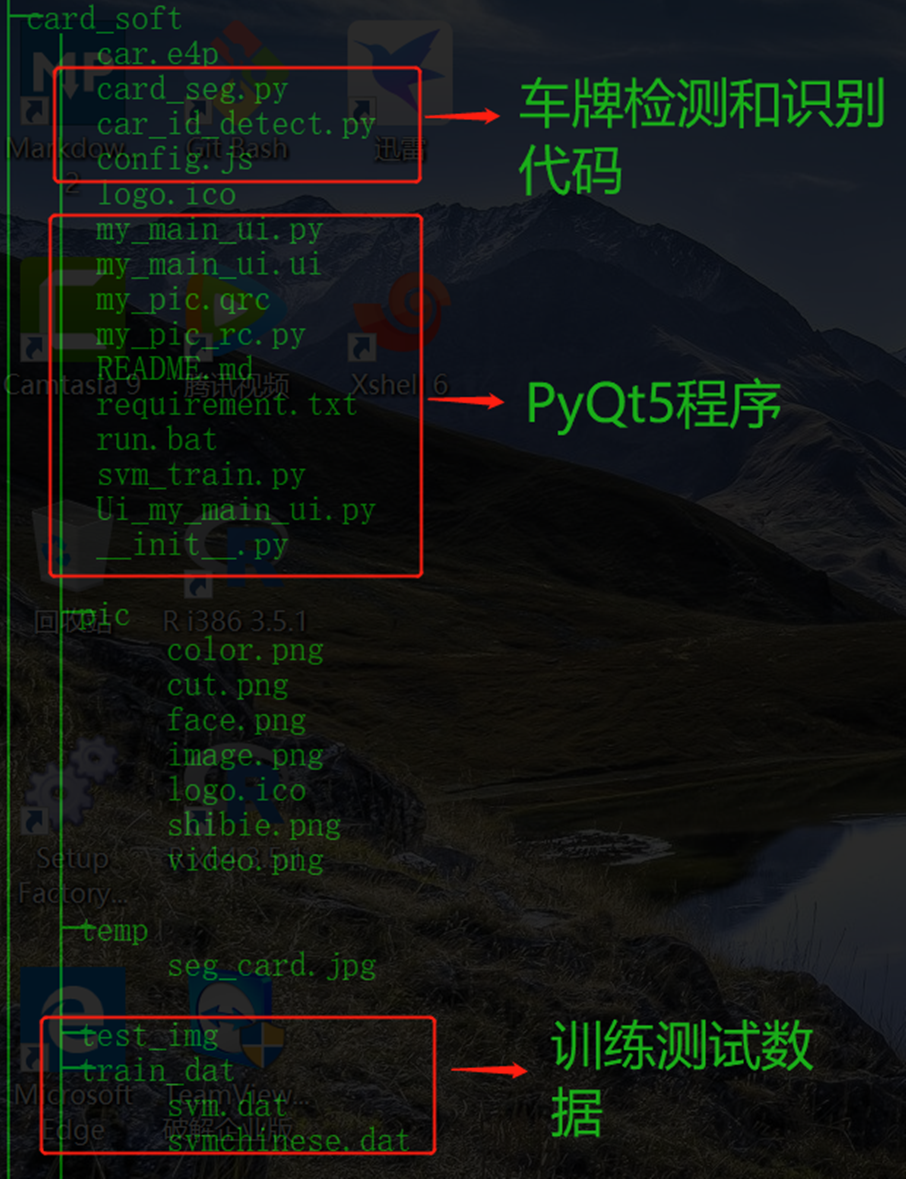 card_soft
car.e4p
card_seg.py
car_id_detect.py
config.js
logo.ico
my_main_ui.py
my_main_ui.ui
my_pic.qrc
my_pic_rc.py
README.md
requirement.txt
run.bat
svm_train.py
Ui_my_main_ui.py
__init__.py
pic
color.png
cut.png
face.png
image.png
logo.ico
shibie.png
video.png
temp
seg_card.jpg
test_img
train_dat
svm.dat
svmchinese.dat
车牌检测和识别
代码
PyQt5程序
训练测试数
据
Markdow...
2
Git Bash
迅雷
Camtasia 9
腾讯视频
Xshell 6
回收站
R i386 3.5.1
Setup
Factory...
R x64 3.5.1
Microsoft
Edge
TeamView...
破解企业版